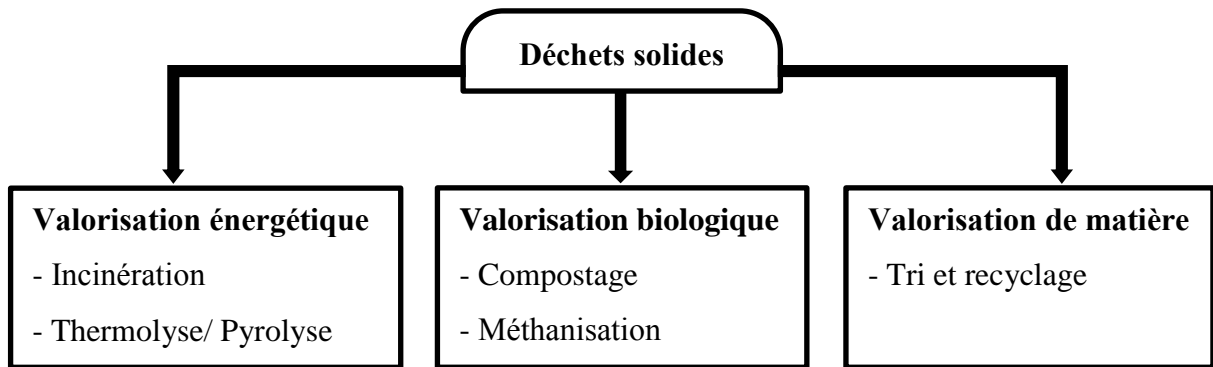 Déchets solides
Valorisation énergétique
- Incinération
- Thermolyse/ Pyrolyse
Valorisation biologique
- Compostage
- Méthanisation
Valorisation de matière
- Tri et recyclage